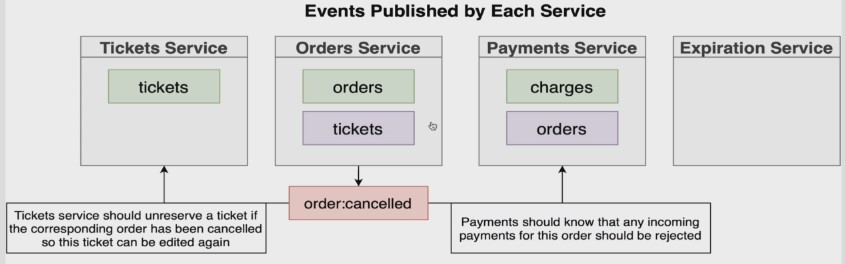 Events Published by Each Service
Tickets Service
Orders Service
Payments Service
Expiration Service
tickets
orders
charges
tickets
orders
order:cancelled
Tickets service should unreserve a ticket if
the corresponding order has been cancelled
so this ticket can be edited again
Payments should know that any incoming
payments for this order should be rejected